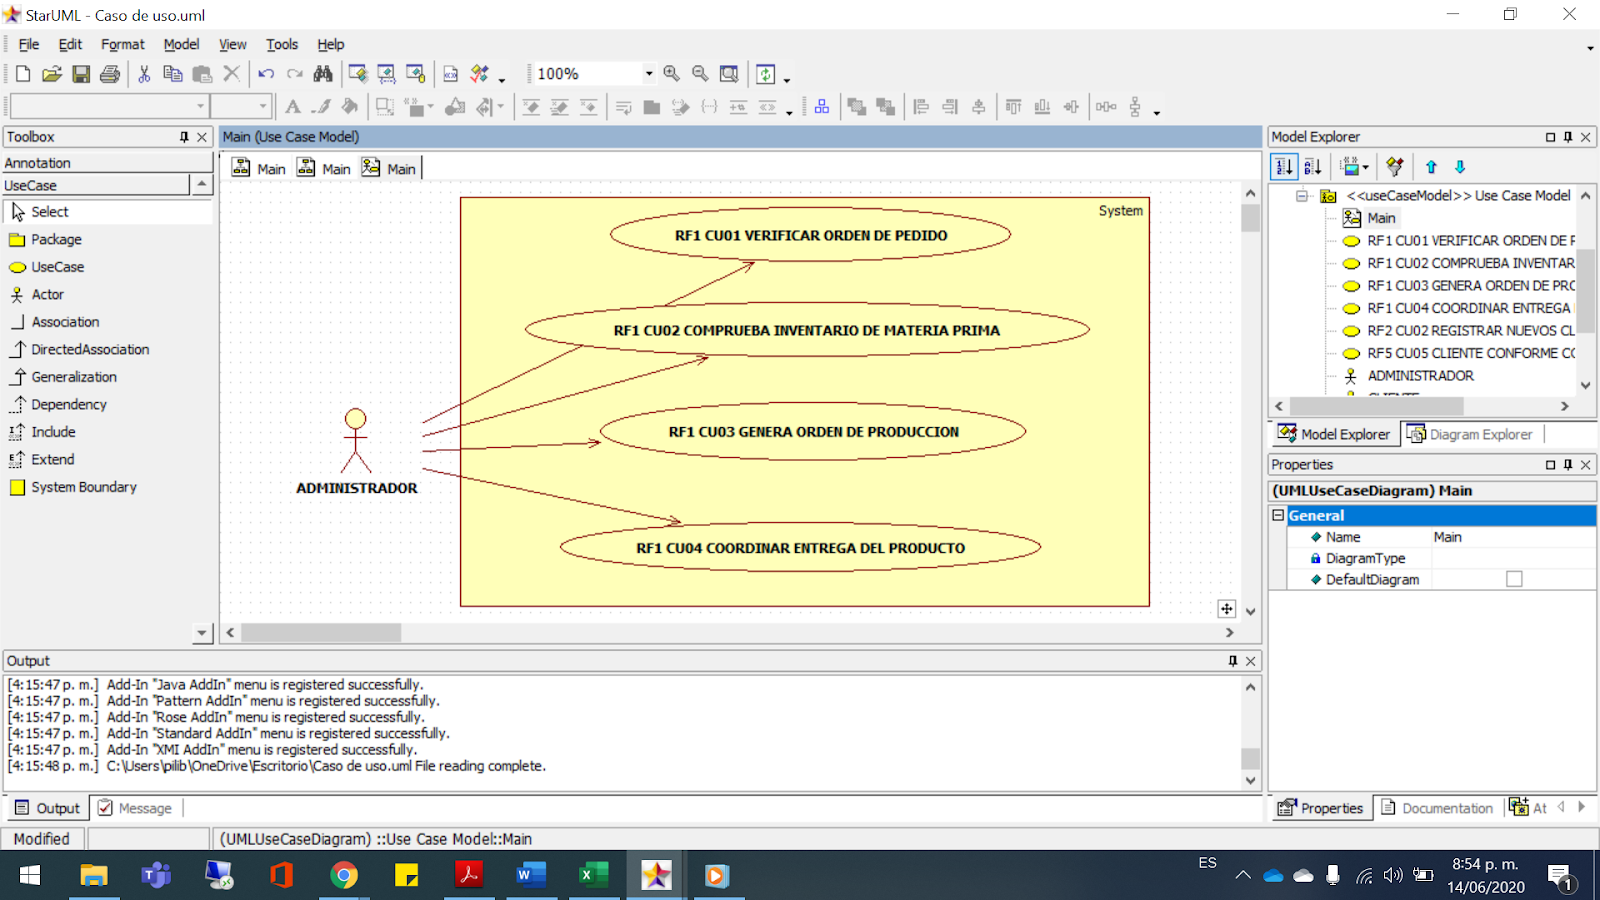 StarUML - Caso de uso.uml
File Edit Format Model View Tools Help
100%
Toolbox
Annotation
UseCase
Select
Package
UseCase
Actor
Association
DirectedAssociation
Generalization
Dependency
Include
Extend
System Boundary
Main (Use Case Model)
Main Main Main
System
RF1 CU01 VERIFICAR ORDEN DE PEDIDO
RF1 CU02 COMPRUEBA INVENTARIO DE MATERIA PRIMA
RF1 CU03 GENERA ORDEN DE PRODUCCION
ADMINISTRADOR
RF1 CU04 COORDINAR ENTREGA DEL PRODUCTO
Model Explorer
<<useCaseModel>> Use Case Model
Main
RF1 CU01 VERIFICAR ORDEN DE P
RF1 CU02 COMPRUEBA INVENTAR
RF1 CU03 GENERA ORDEN DE PRO
RF1 CU04 COORDINAR ENTREGA
RF2 CU02 REGISTRAR NUEVOS CL
RF5 CU05 CLIENTE CONFORME CO
ADMINISTRADOR
CLIENTE
Model Explorer Diagram Explorer
Properties
(UMLUseCaseDiagram) Main
General
Name Main
DiagramType
DefaultDiagram
Output
[4:15:47 p. m.] Add-In "Java AddIn" menu is registered successfully.
[4:15:47 p. m.] Add-In "Pattern AddIn" menu is registered successfully.
[4:15:47 p. m.] Add-In "Rose AddIn" menu is registered successfully.
[4:15:47 p. m.] Add-In "Standard AddIn" menu is registered successfully.
[4:15:47 p. m.] Add-In "XMI AddIn" menu is registered successfully.
[4:15:48 p. m.] C:\Users\pilib\OneDrive\Escritorio\Caso de uso.uml File reading complete.
Output Message
Properties Documentation At
Modified
(UMLUseCaseDiagram) ::Use Case Model::Main
ES
8:54 p. m.
14/06/2020
1